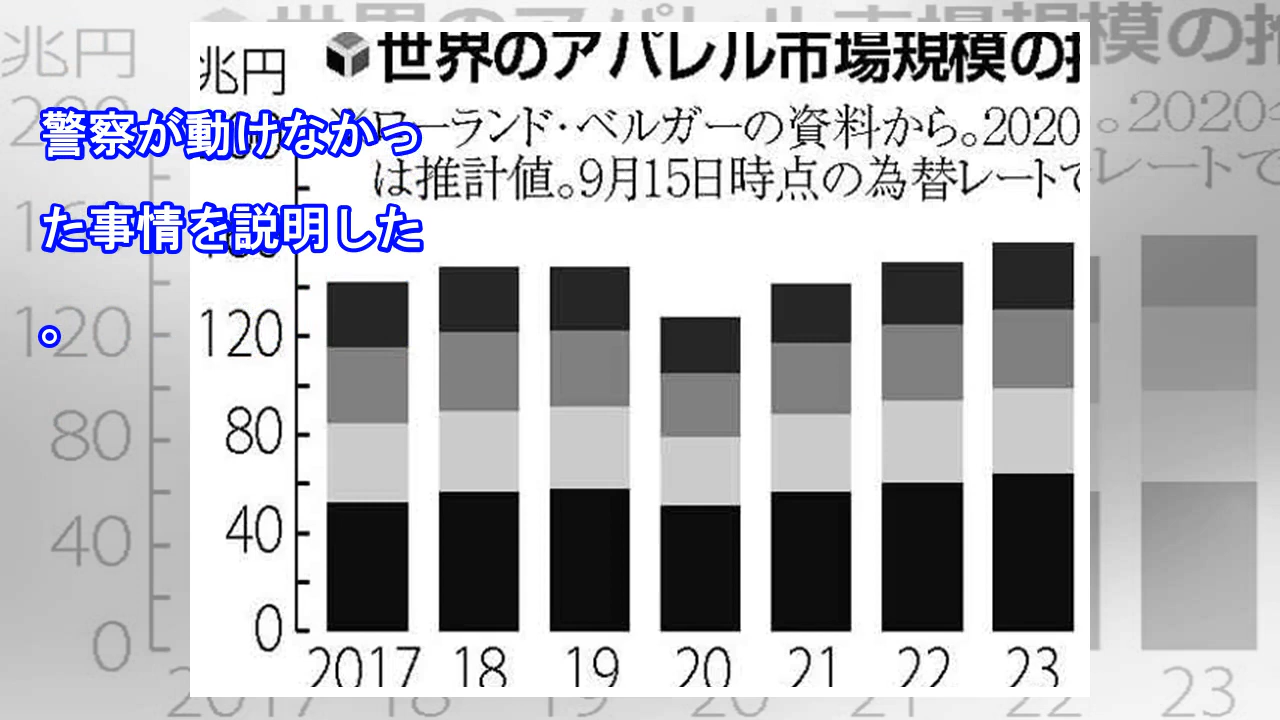 兆円
世界のアパレル市場規模の推
※ローランド・ベルガーの資料から。2020
は推計値。9月15日時点の為替レートで
警察が動けなかっ
た事情を説明した
。
120
80
40
0
2017 18 19 20 21 22 23